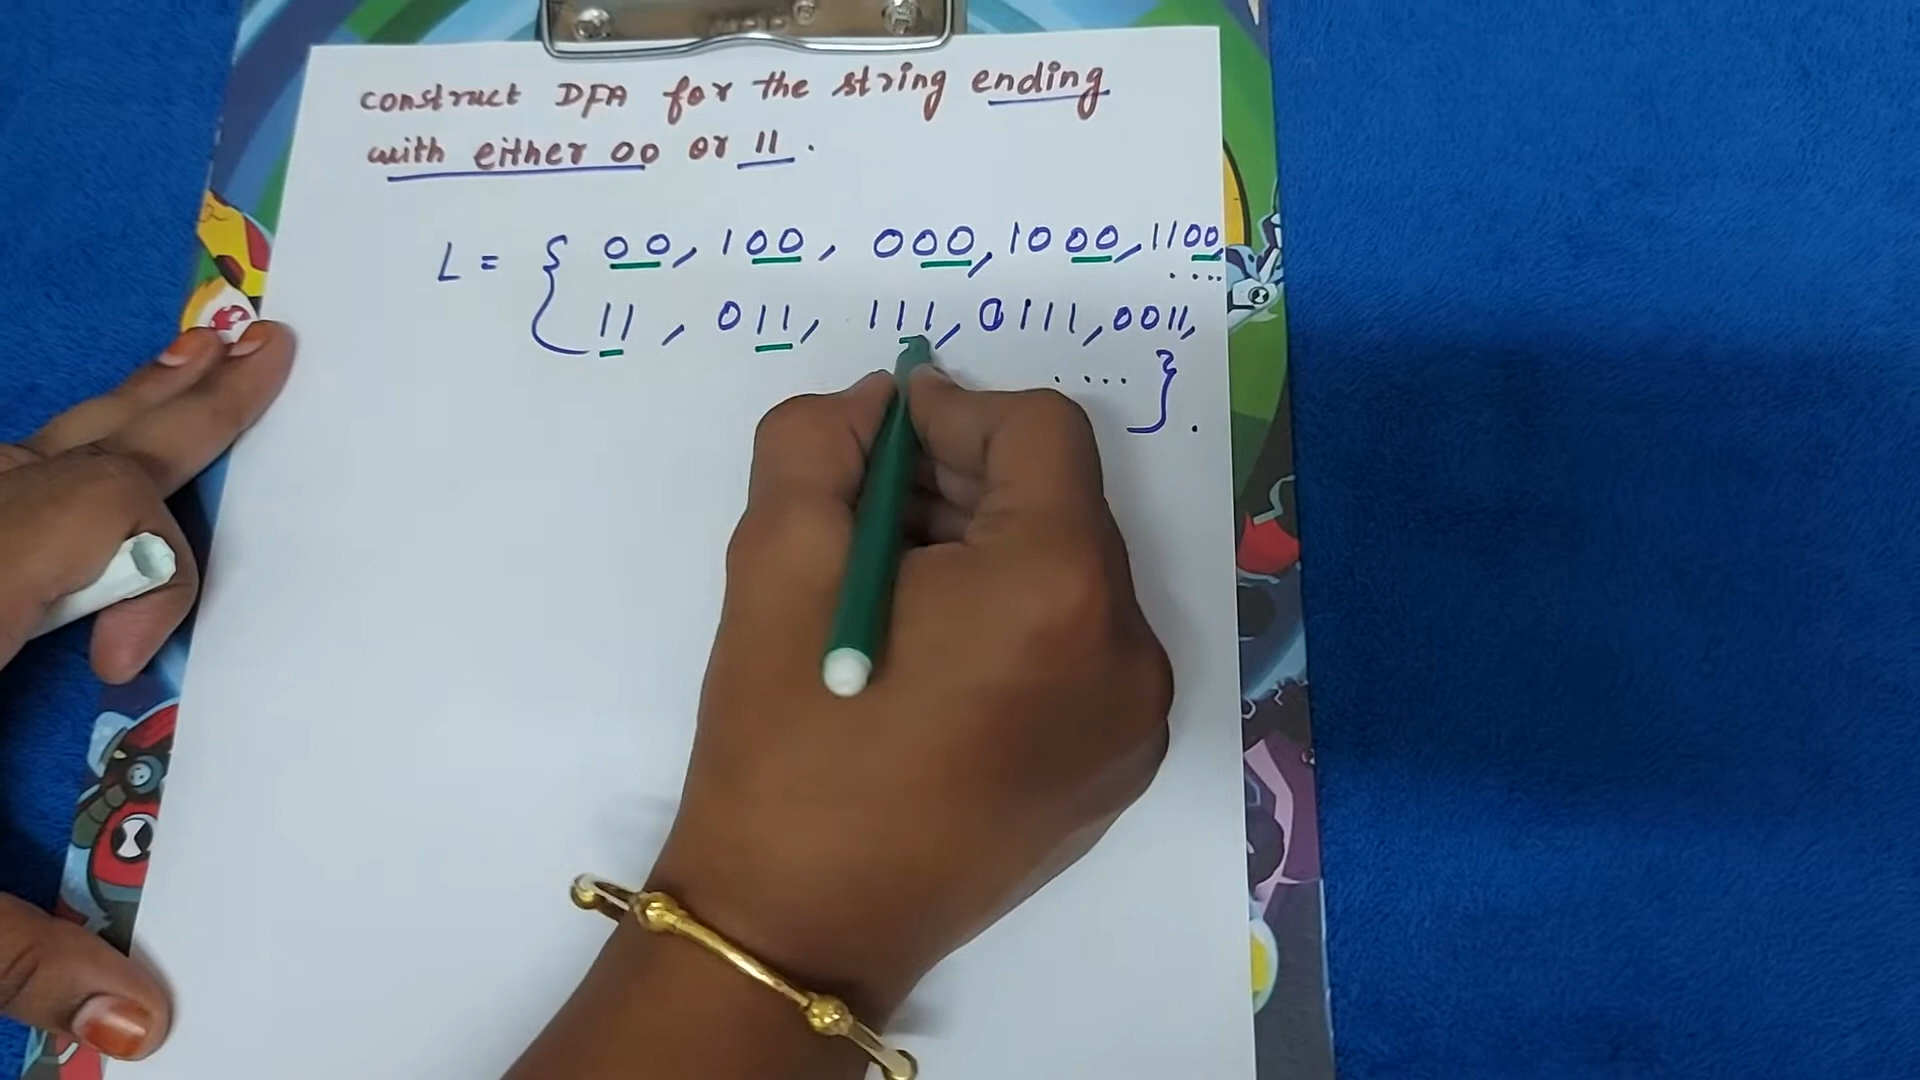 construct DFA for the string ending
with either 00 or 11.
L = { 00, 100, 000, 1000, 1100,
....
11, 011, 111, 0111, 0011,
.... }.